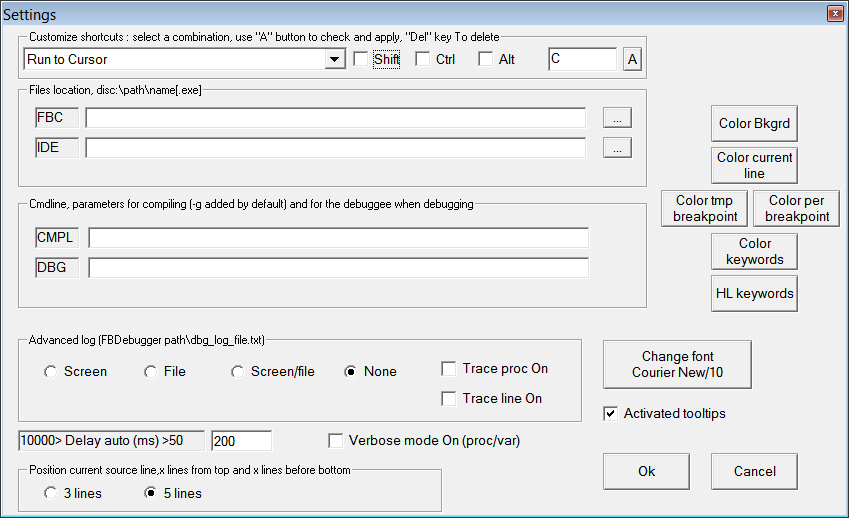 Settings
Customize shortcuts : select a combination, use "A" button to check and apply, "Del" key To delete
Run to Cursor Shift Ctrl Alt C A
Files location, disc:\path\name[.exe]
FBC ...
IDE ...
Color Bkgrd
Color current
line
Color tmp
breakpoint
Color per
breakpoint
Color
keywords
HL keywords
Cmdline, parameters for compiling (-g added by default) and for the debuggee when debugging
CMPL
DBG
Advanced log (FBDebugger path\dbg_log_file.txt)
Screen File Screen/file None
Trace proc On
Trace line On
Change font
Courier New/10
Activated tooltips
10000> Delay auto (ms) >50 200 Verbose mode On (proc/var)
Position current source line,x lines from top and x lines before bottom
3 lines 5 lines
Ok Cancel